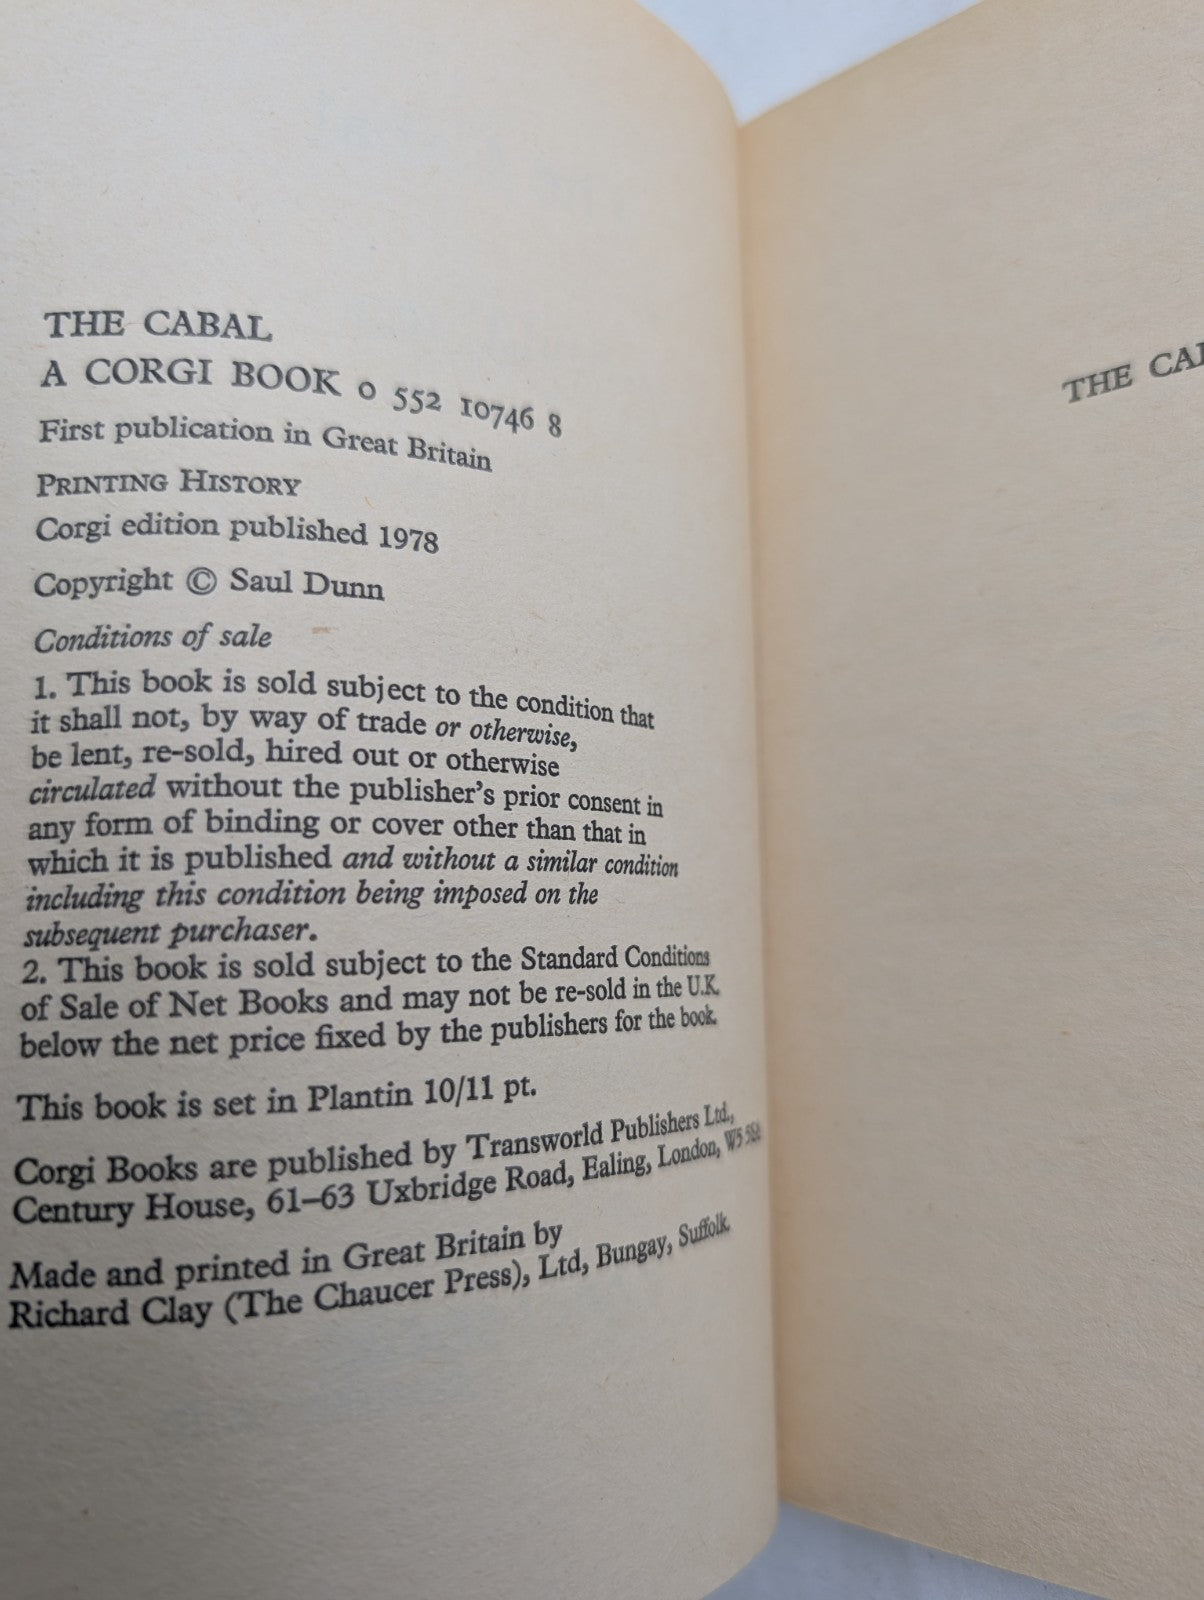 THE CABAL
A CORGI BOOK 0 552 10746 8
First publication in Great Britain
PRINTING HISTORY
Corgi edition published 1978
Copyright © Saul Dunn
Conditions of sale
1. This book is sold subject to the condition that
it shall not, by way of trade or otherwise,
be lent, re-sold, hired out or otherwise
circulated without the publisher's prior consent in
any form of binding or cover other than that in
which it is published and without a similar condition
including this condition being imposed on the
subsequent purchaser.
2. This book is sold subject to the Standard Conditions
of Sale of Net Books and may not be re-sold in the U.K.
below the net price fixed by the publishers for the book.
This book is set in Plantin 10/11 pt.
Corgi Books are published by Transworld Publishers Ltd.,
Century House, 61–63 Uxbridge Road, Ealing, London, W5
Made and printed in Great Britain by
Richard Clay (The Chaucer Press), Ltd, Bungay, Suffolk.
THE CA